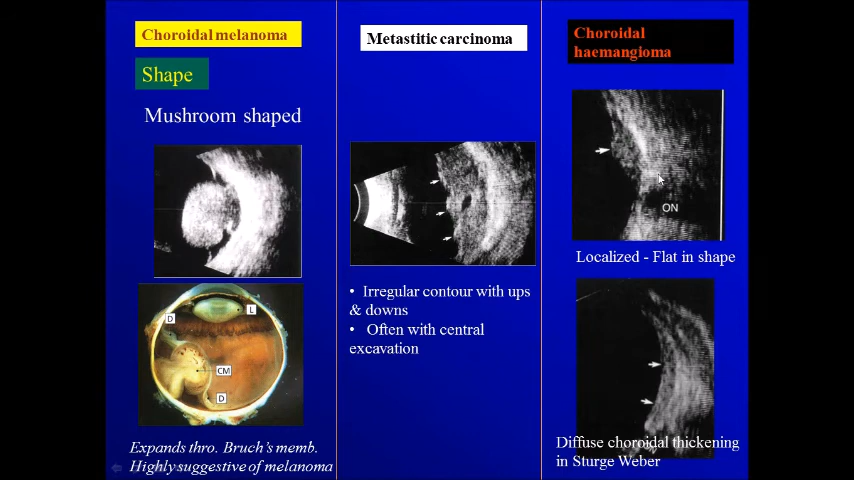 Choroidal melanoma
Shape
Mushroom shaped
D
L
CM
D
Expands thro. Bruch's memb.
Highly suggestive of melanoma
Metastitic carcinoma
• Irregular contour with ups
& downs
• Often with central
excavation
Choroidal
haemangioma
ON
Localized - Flat in shape
Diffuse choroidal thickening
in Sturge Weber